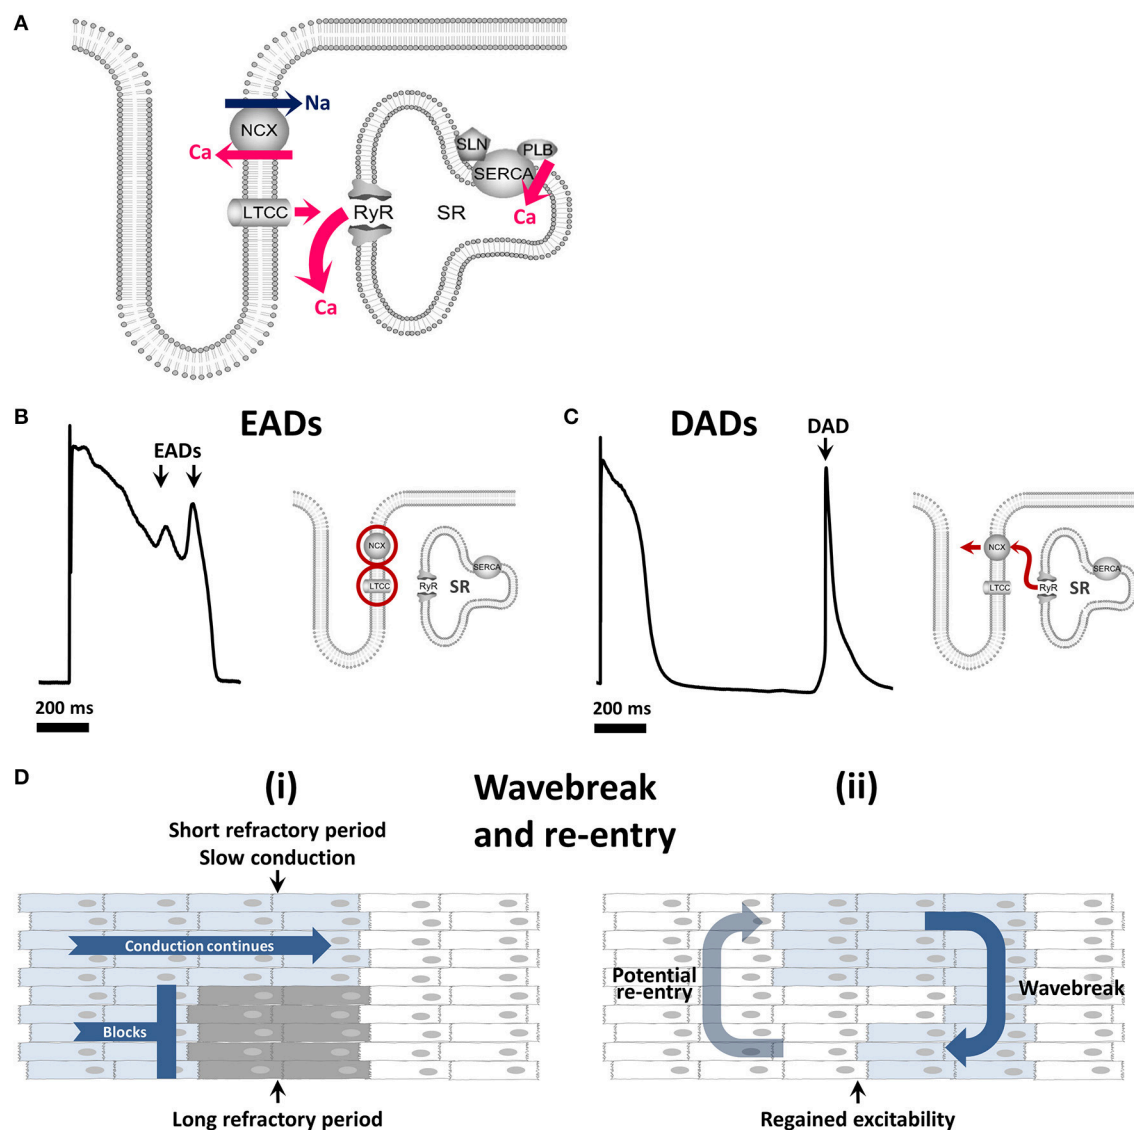 A
Na
NCX
Ca
LTCC
RyR
SR
SLN
PLB
SERCA
Ca
Ca
B
EADs
EADs
NCX
LTCC
RyR
SR
SERCA
200 ms
C
DADs
DAD
NCX
LTCC
RyR
SR
SERCA
200 ms
D
(i)
Wavebreak
and re-entry
(ii)
Short refractory period
Slow conduction
Conduction continues
Blocks
Long refractory period
Potential
re-entry
Wavebreak
Regained excitability